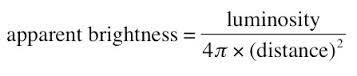 apparent brightness = luminosity / 4π × (distance)²